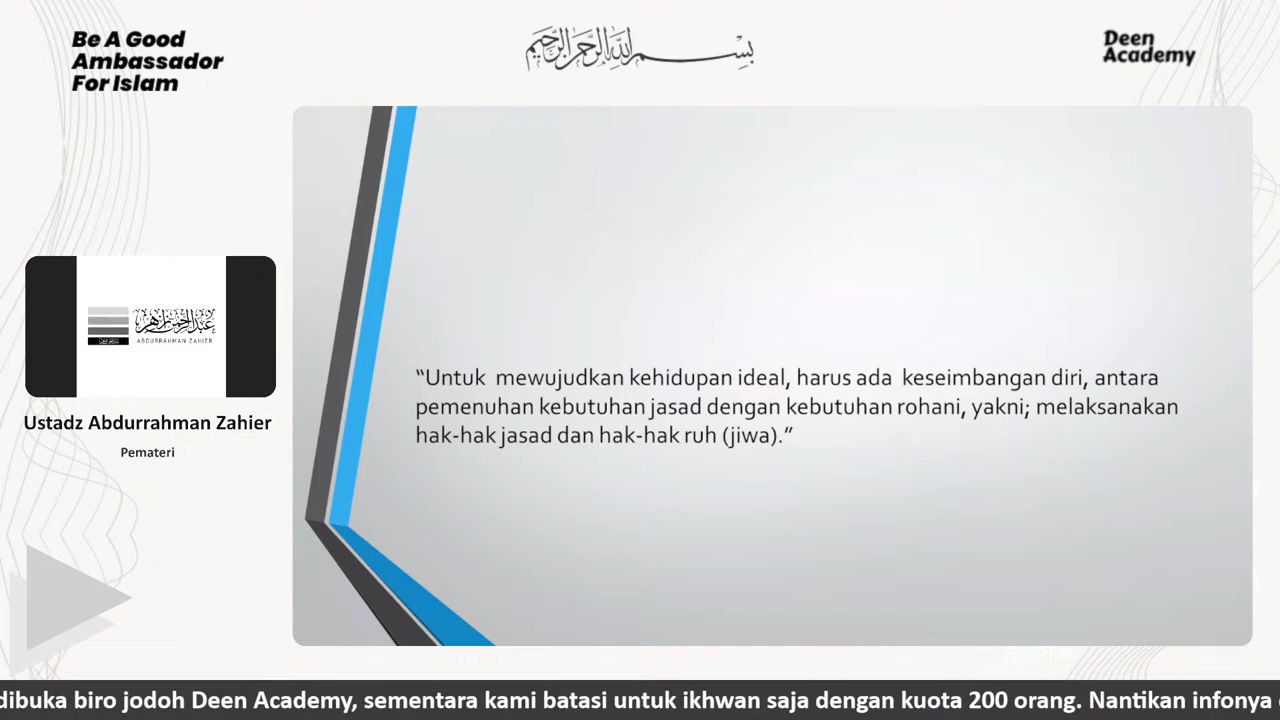 Be A Good
Ambassador
For Islam
بسم الله الرحمن الرحيم
Deen
Academy
عبدالرحمن زاهر
ABDURRAHMAN ZAHIER
Ustadz Abdurrahman Zahier
Pemateri
“Untuk  mewujudkan kehidupan ideal, harus ada  keseimbangan diri, antara
pemenuhan kebutuhan jasad dengan kebutuhan rohani, yakni; melaksanakan
hak-hak jasad dan hak-hak ruh (jiwa).”
dibuka biro jodoh Deen Academy, sementara kami batasi untuk ikhwan saja dengan kuota 200 orang. Nantikan infonya